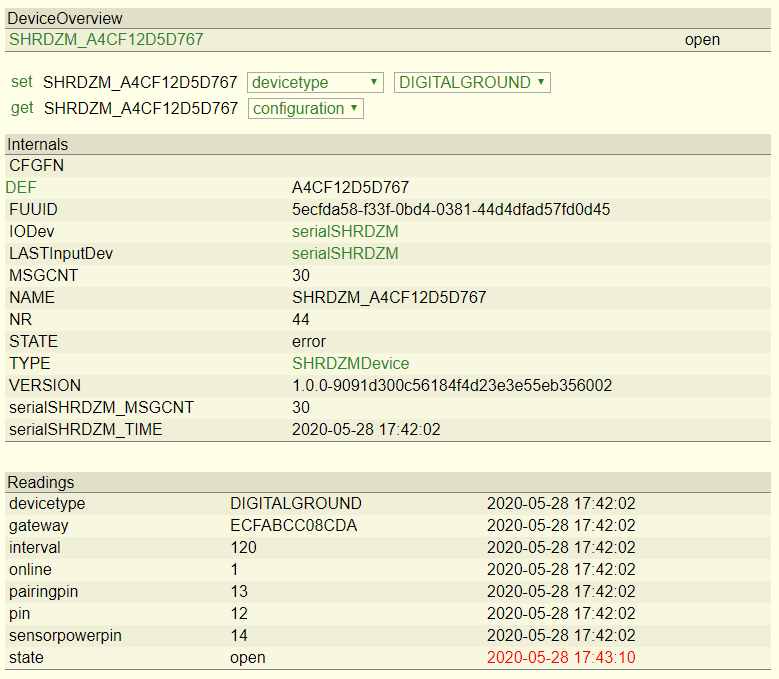 DeviceOverview
SHRDZM_A4CF12D5D767 open
set SHRDZM_A4CF12D5D767 devicetype DIGITALGROUND
get SHRDZM_A4CF12D5D767 configuration
Internals
CFGFN
DEF A4CF12D5D767
FUUID 5ecfda58-f33f-0bd4-0381-44d4dfad57fd0d45
IODev serialSHRDZM
LASTInputDev serialSHRDZM
MSGCNT 30
NAME SHRDZM_A4CF12D5D767
NR 44
STATE error
TYPE SHRDZMDevice
VERSION 1.0.0-9091d300c56184f4d23e3e55eb356002
serialSHRDZM_MSGCNT 30
serialSHRDZM_TIME 2020-05-28 17:42:02
Readings
devicetype DIGITALGROUND 2020-05-28 17:42:02
gateway ECFABCC08CDA 2020-05-28 17:42:02
interval 120 2020-05-28 17:42:02
online 1 2020-05-28 17:42:02
pairingpin 13 2020-05-28 17:42:02
pin 12 2020-05-28 17:42:02
sensorpowerpin 14 2020-05-28 17:42:02
state open 2020-05-28 17:43:10